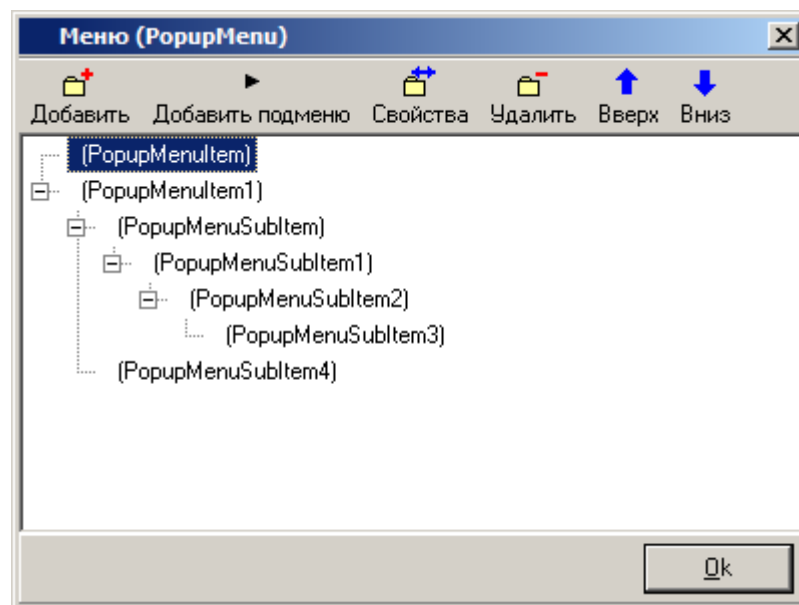 Меню (PopupMenu)
Добавить Добавить подменю Свойства Удалить Вверх Вниз
(PopupMenuItem)
(PopupMenuItem1)
(PopupMenuSubItem)
(PopupMenuSubItem1)
(PopupMenuSubItem2)
(PopupMenuSubItem3)
(PopupMenuSubItem4)
Ok